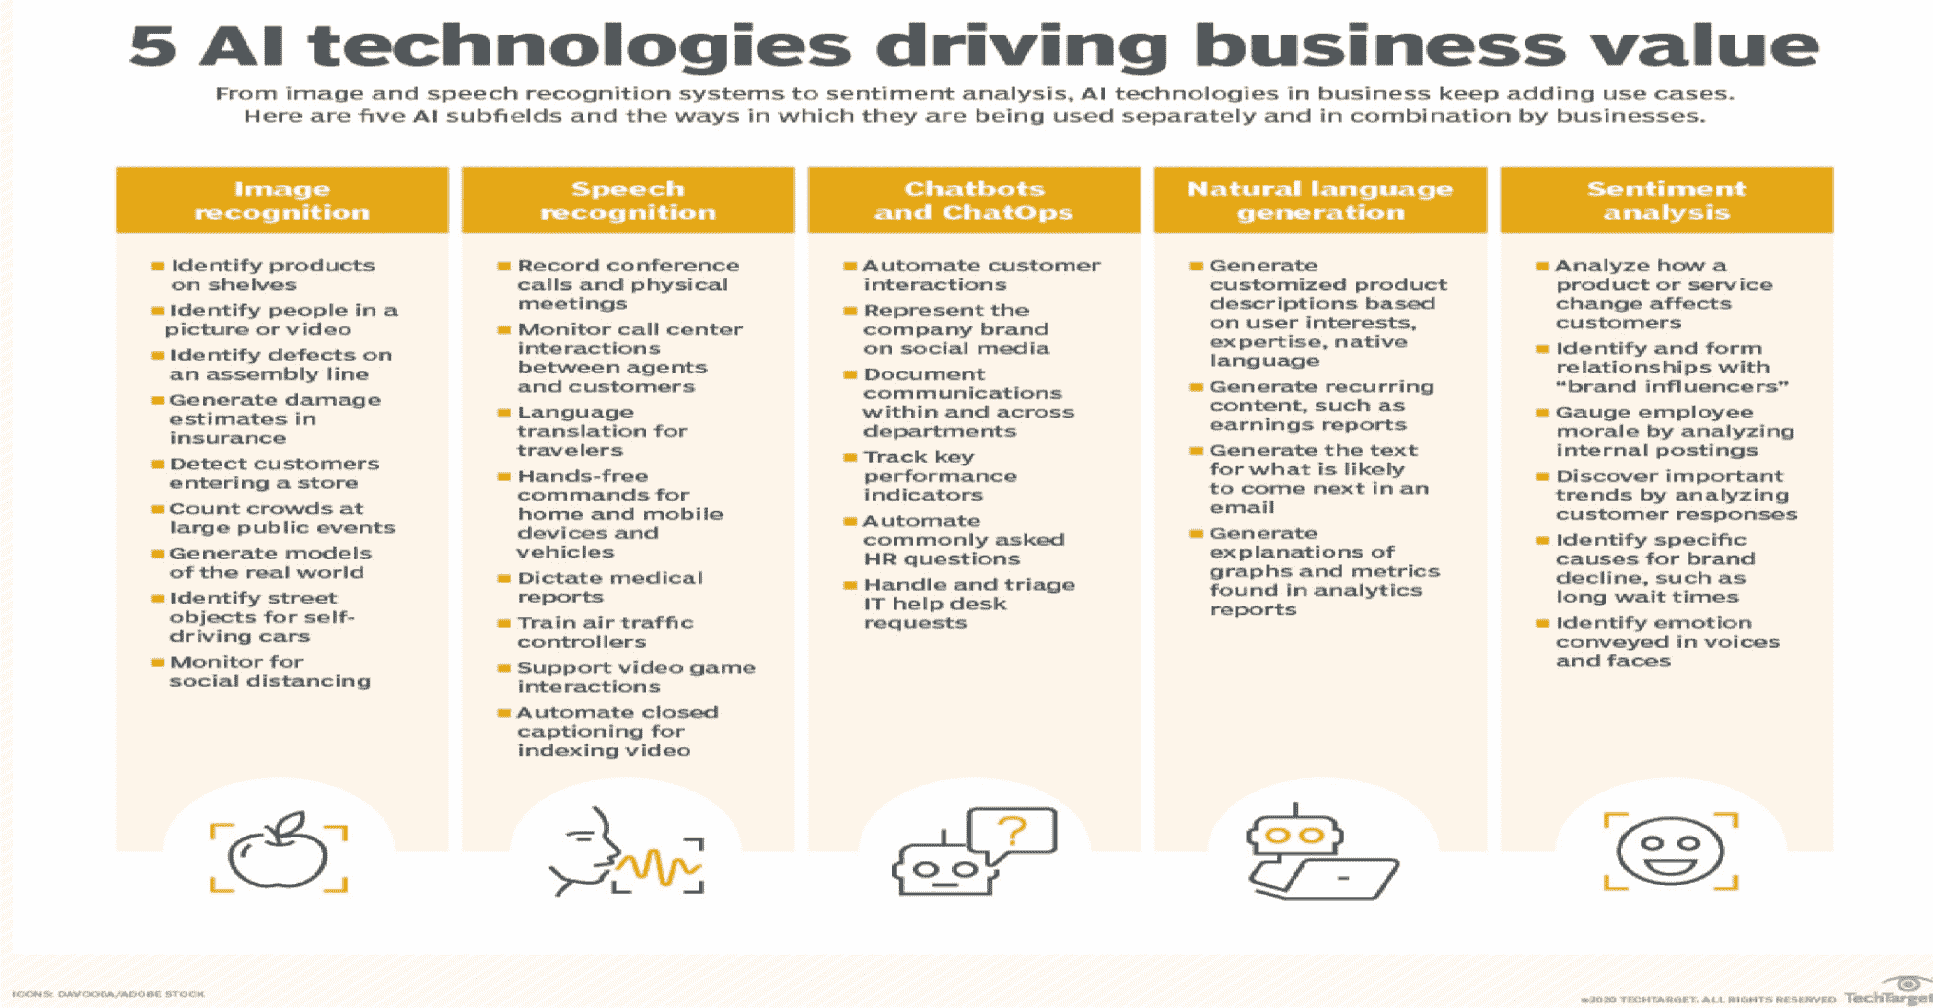 5 AI technologies driving business value
From image and speech recognition systems to sentiment analysis, AI technologies in business keep adding use cases.
Here are five AI subfields and the ways in which they are being used separately and in combination by businesses.
Image
recognition
Identify products
on shelves
Identify people in a
picture or video
Identify defects on
an assembly line
Generate damage
estimates in
insurance
Detect customers
entering a store
Count crowds at
large public events
Generate models
of the real world
Identify street
objects for self-
driving cars
Monitor for
social distancing
Speech
recognition
Record conference
calls and physical
meetings
Monitor call center
interactions
between agents
and customers
Language
translation for
travelers
Hands-free
commands for
home and mobile
devices and
vehicles
Dictate medical
reports
Train air traffic
controllers
Support video game
interactions
Automate closed
captioning for
indexing video
Chatbots
and ChatOps
Automate customer
interactions
Represent the
company brand
on social media
Document
communications
within and across
departments
Track key
performance
indicators
Automate
commonly asked
HR questions
Handle and triage
IT help desk
requests
?
Natural language
generation
Generate
customized product
descriptions based
on user interests,
expertise, native
language
Generate recurring
content, such as
earnings reports
Generate the text
for what is likely
to come next in an
email
Generate
explanations of
graphs and metrics
found in analytics
reports
Sentiment
analysis
Analyze how a
product or service
change affects
customers
Identify and form
relationships with
“brand influencers”
Gauge employee
morale by analyzing
internal postings
Discover important
trends by analyzing
customer responses
Identify specific
causes for brand
decline, such as
long wait times
Identify emotion
conveyed in voices
and faces
ICONS: DAVOODA/ADOBE STOCK
©2020 TECHTARGET. ALL RIGHTS RESERVED
TechTarget